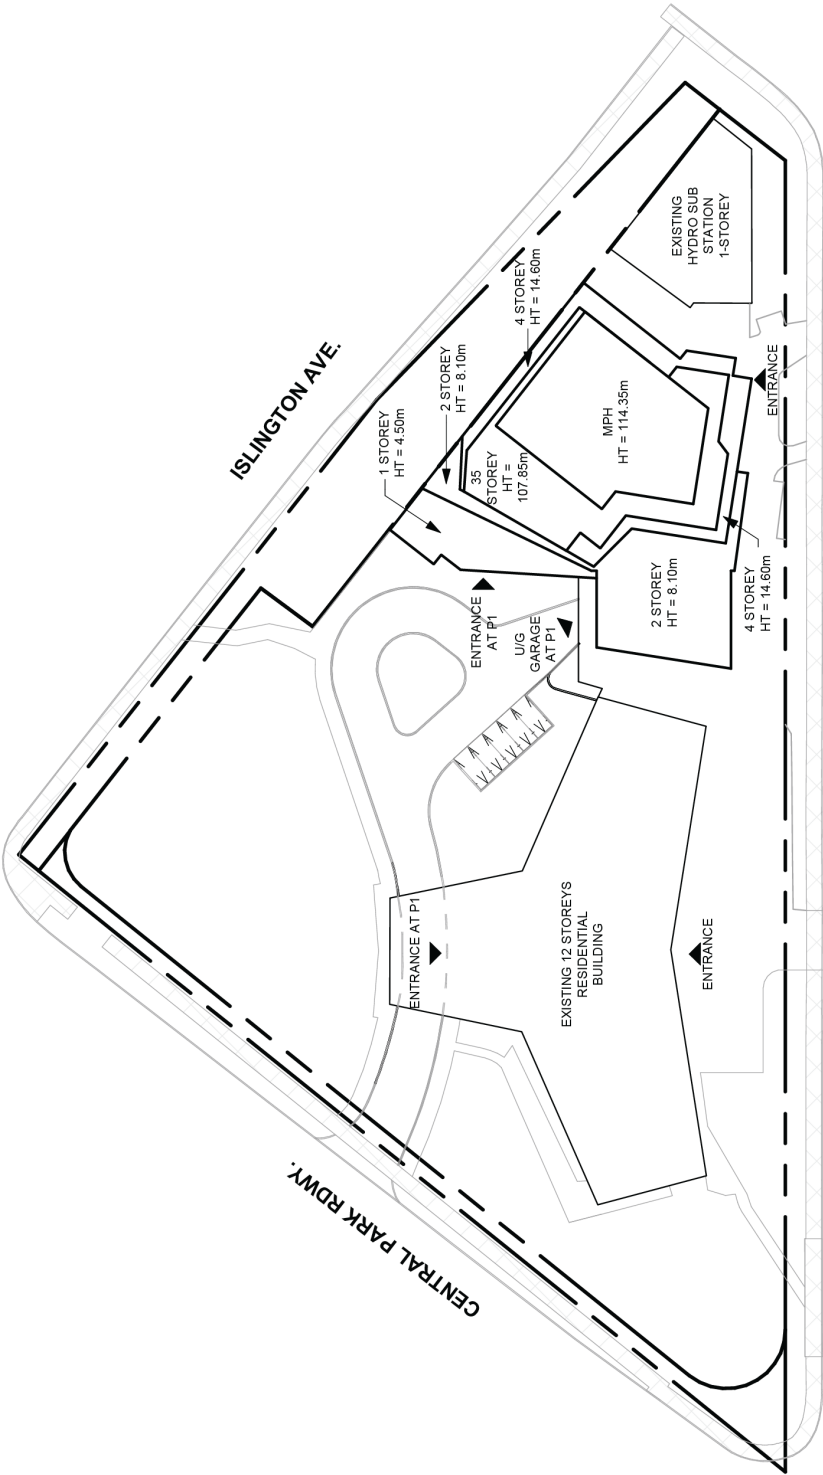 ISLINGTON AVE.
EXISTING
HYDRO SUB
STATION
1-STOREY
4 STOREY
HT = 14.60m
2 STOREY
HT = 8.10m
1 STOREY
HT = 4.50m
MPH
HT = 114.35m
35
STOREY
HT =
107.85m
ENTRANCE
2 STOREY
HT = 8.10m
4 STOREY
HT = 14.60m
ENTRANCE
AT P1
U/G
GARAGE
AT P1
ENTRANCE AT P1
EXISTING 12 STOREYS
RESIDENTIAL
BUILDING
ENTRANCE
CENTRAL PARK RDWY.